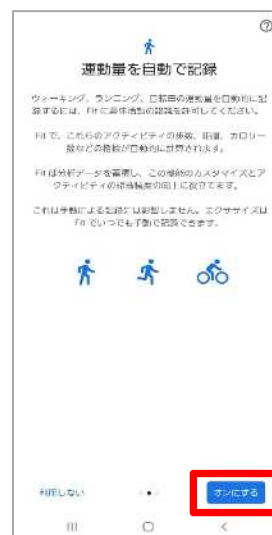 運動量を自動で記録
ウォーキング、ランニング、自転車の運動量を自動的に記
録するには、Fit に身体活動の認識を許可してください。
Fit で、これらのアクティビティの歩数、距離、カロリー
数などの指標が自動的に計算されます。
Fit は分析データを蓄積し、この機能のカスタマイズとア
クティビティの認識精度の向上に役立てます。
これは手動による記録には影響しません。エクササイズは
Fit でいつでも手動で記録できます。
利用しない
オンにする